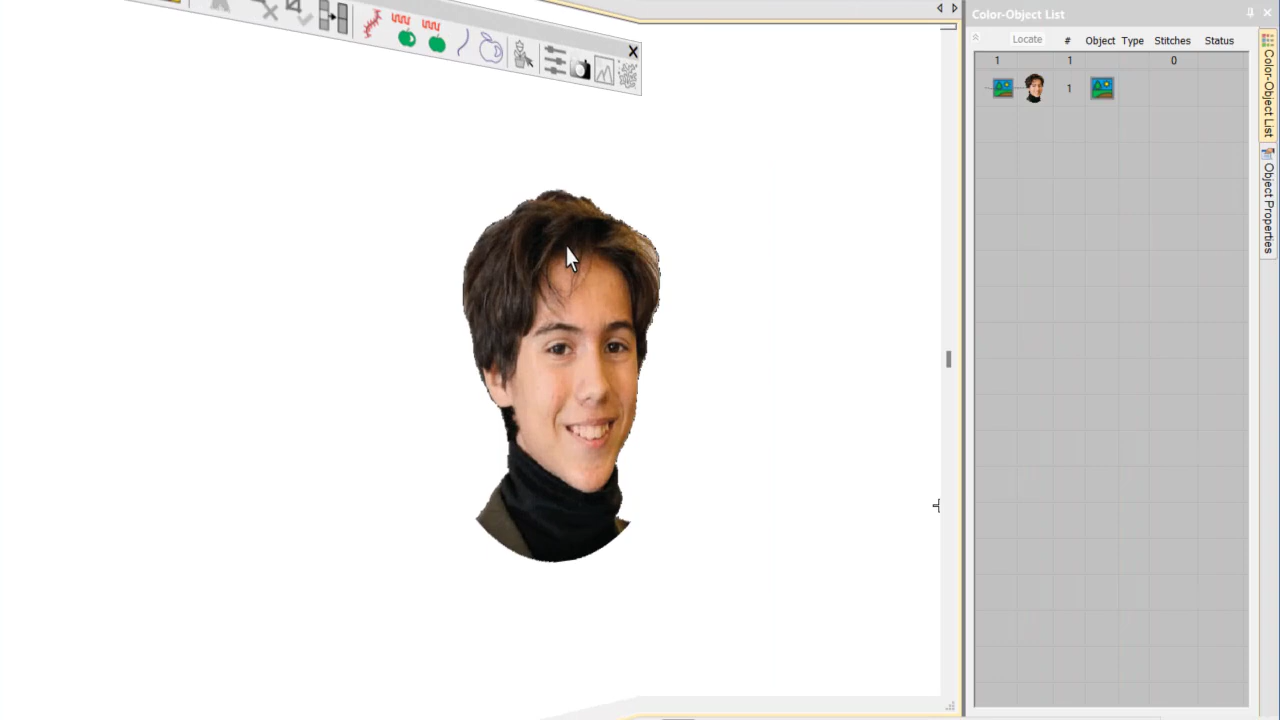 Color-Object List
Locate # Object Type Stitches Status
1 1 0
1
Color-Object List
Object Properties